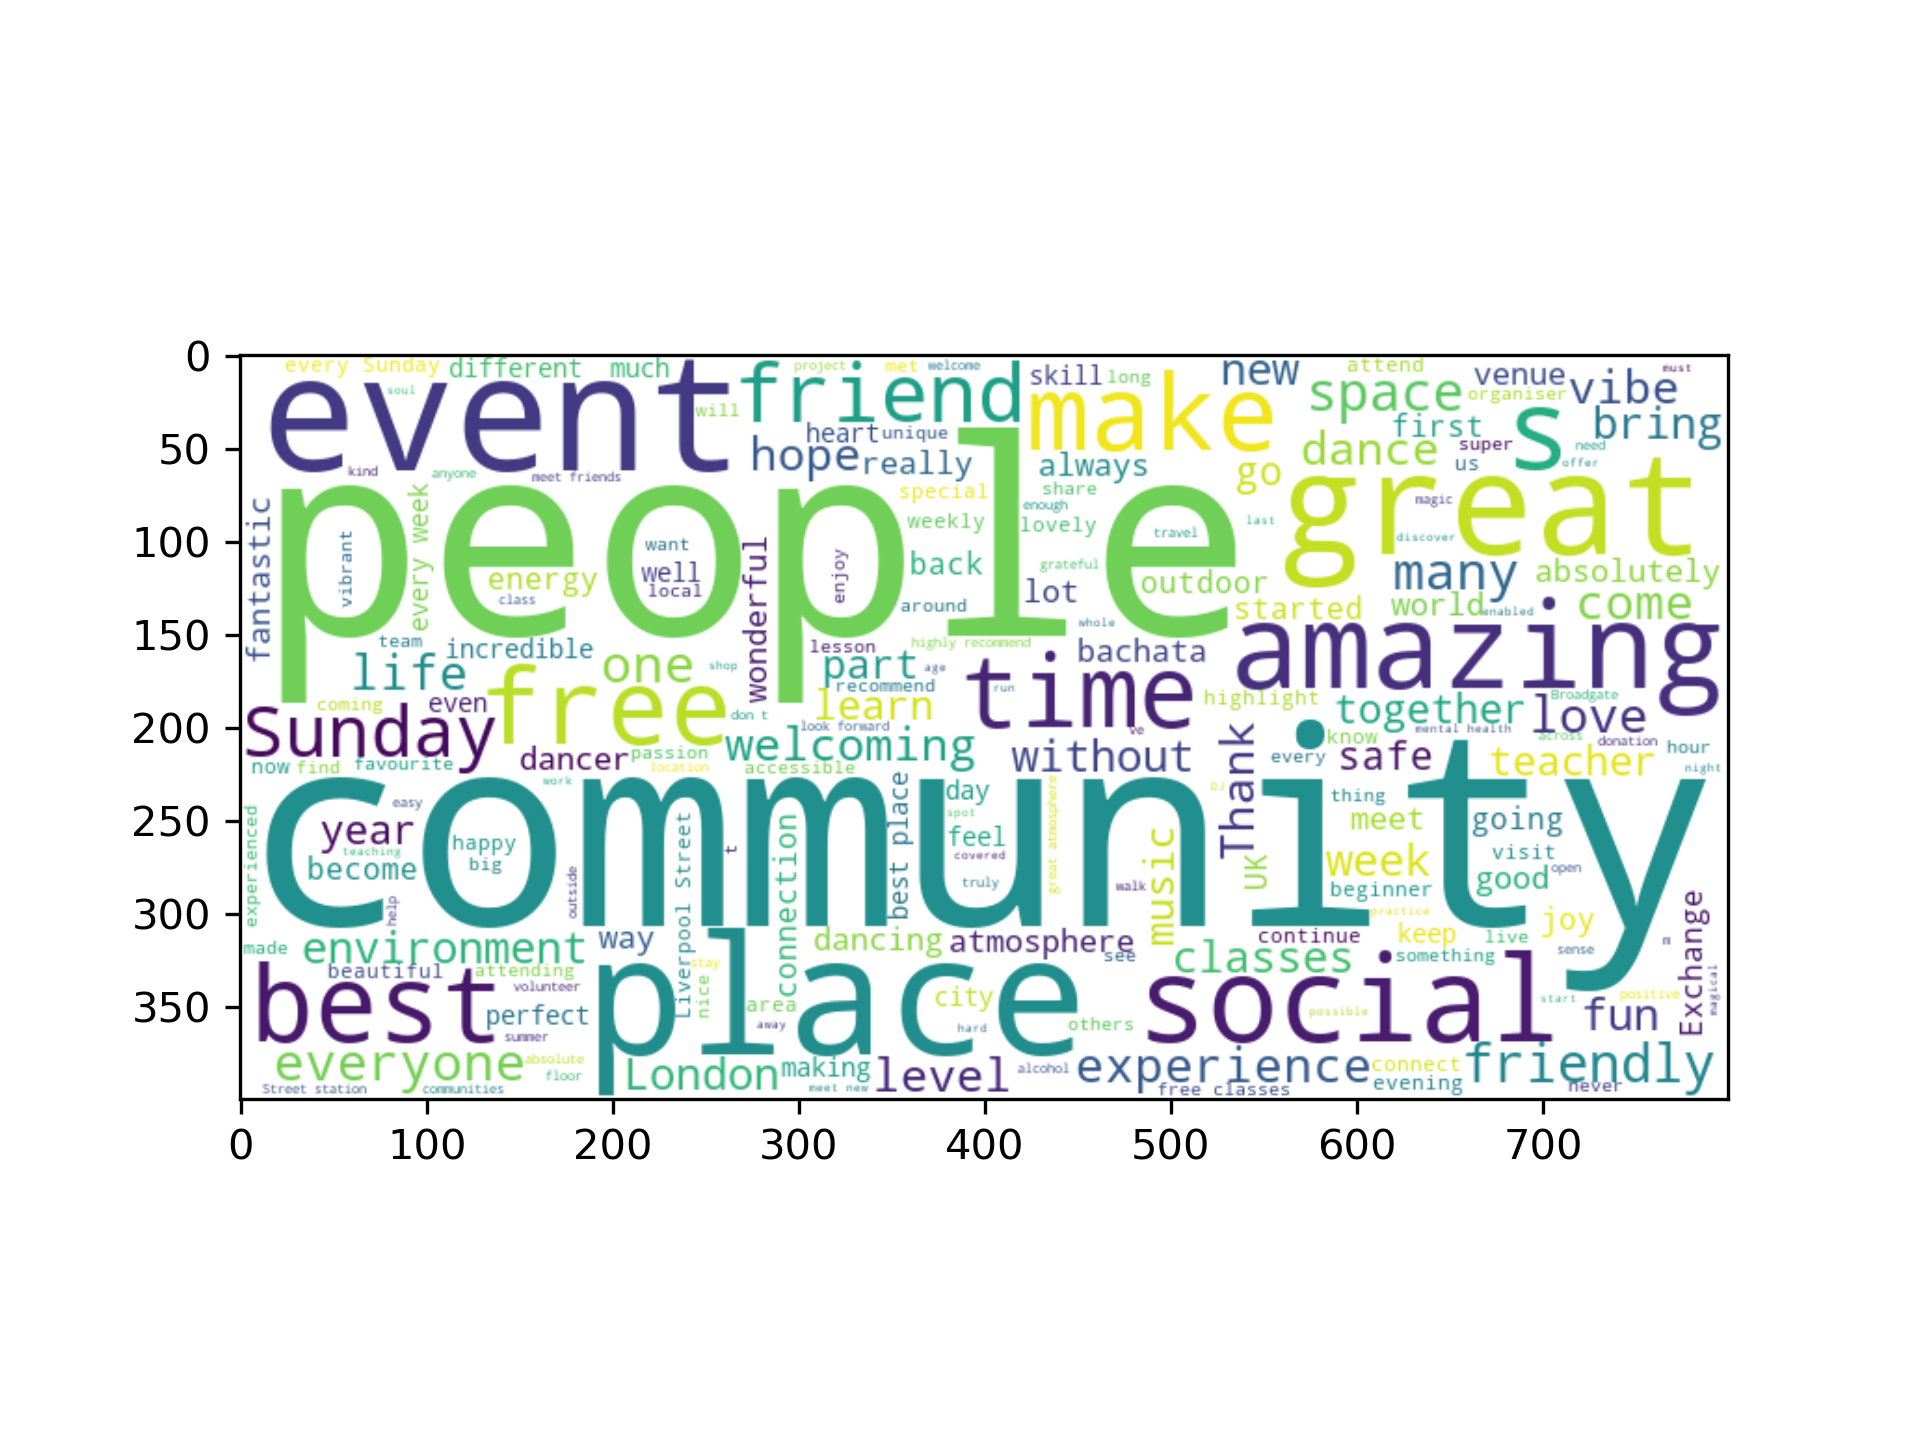 0
50
100
150
200
250
300
350
0 100 200 300 400 500 600 700
every Sunday different much project met welcome skill long new attend venue must
event friend make space organiser vibe
soul will heart unique first s bring
kind anyone meet friends hope really always go dance super us need offer
people special share great
fantastic vibrant every week energy class want well local wonderful enjoy weekly enough lovely travel last magic discover
back grateful lot outdoor many absolutely
around started world enabled come
team incredible lesson highly recommend whole amazing
life one shop part age bachata
free recommend time run
coming even learn highlight together Broadgate love
Sunday don t look forward ve mental health
dancer passion welcoming without Thank know across donation hour
now find favourite location accessible every safe teacher night
community
work easy day DJ thing
experienced year happy Liverpool Street t connection best place spot feel great atmosphere music UK meet going
teaching become big outside covered week visit
help truly walk beginner good open
practice joy
made environment way dancing atmosphere continue keep live Exchange
beautiful attending stay see classes something sense m
best volunteer nice place city social start positive magical
perfect area possible fun
summer away hard others
everyone absolute London making level alcohol experience connect friendly
floor evening
Street station communities meet new free classes never